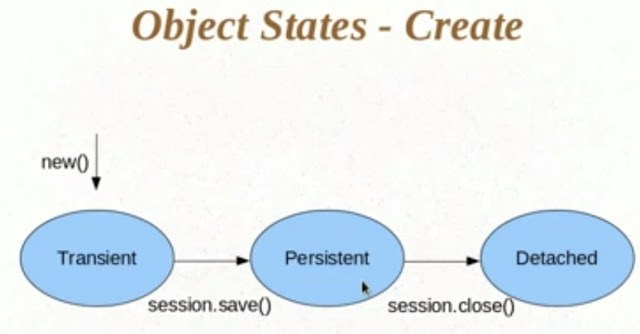 Object States - Create
new()
Transient
Persistent
Detached
session.save()
session.close()